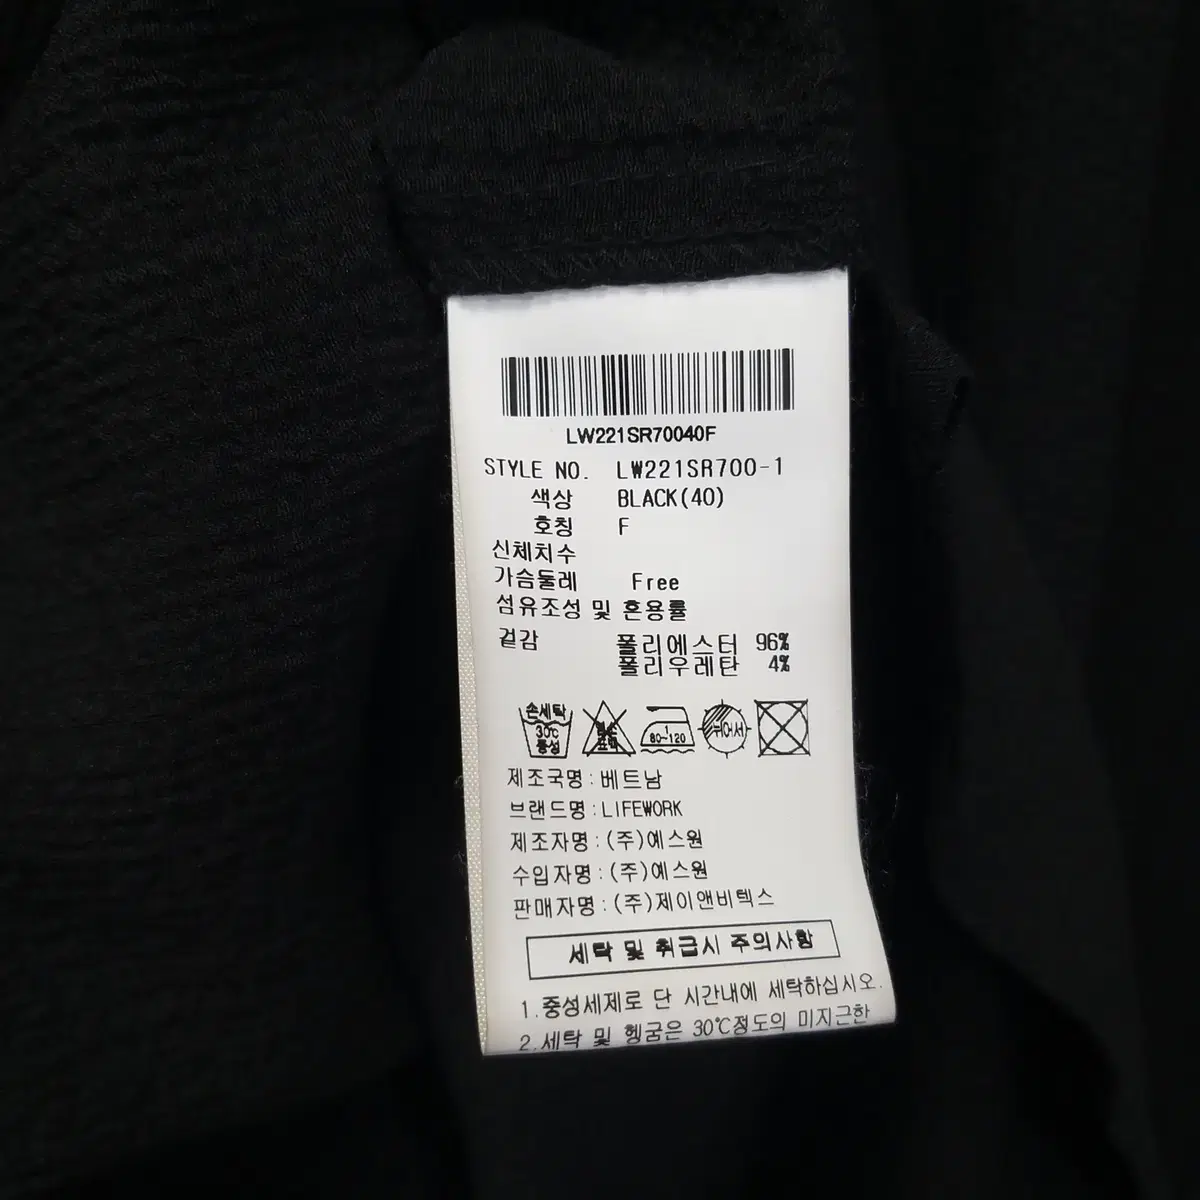 LW221SR70040F
STYLE NO. LW221SR700-1
색상 BLACK(40)
호칭 F
신체치수
가슴둘레 Free
섬유조성 및 혼용률
겉감 폴리에스터 96%
폴리우레탄 4%
손세탁 30℃ 중성 80~120 뉘어서
제조국명:베트남
브랜드명:LIFEWORK
제조자명:(주)에스원
수입자명:(주)에스원
판매자명:(주)제이앤비텍스
세탁 및 취급시 주의사항
1.중성세제로 단 시간내에 세탁하십시오.
2.세탁 및 헹굼은 30℃정도의 미지근한